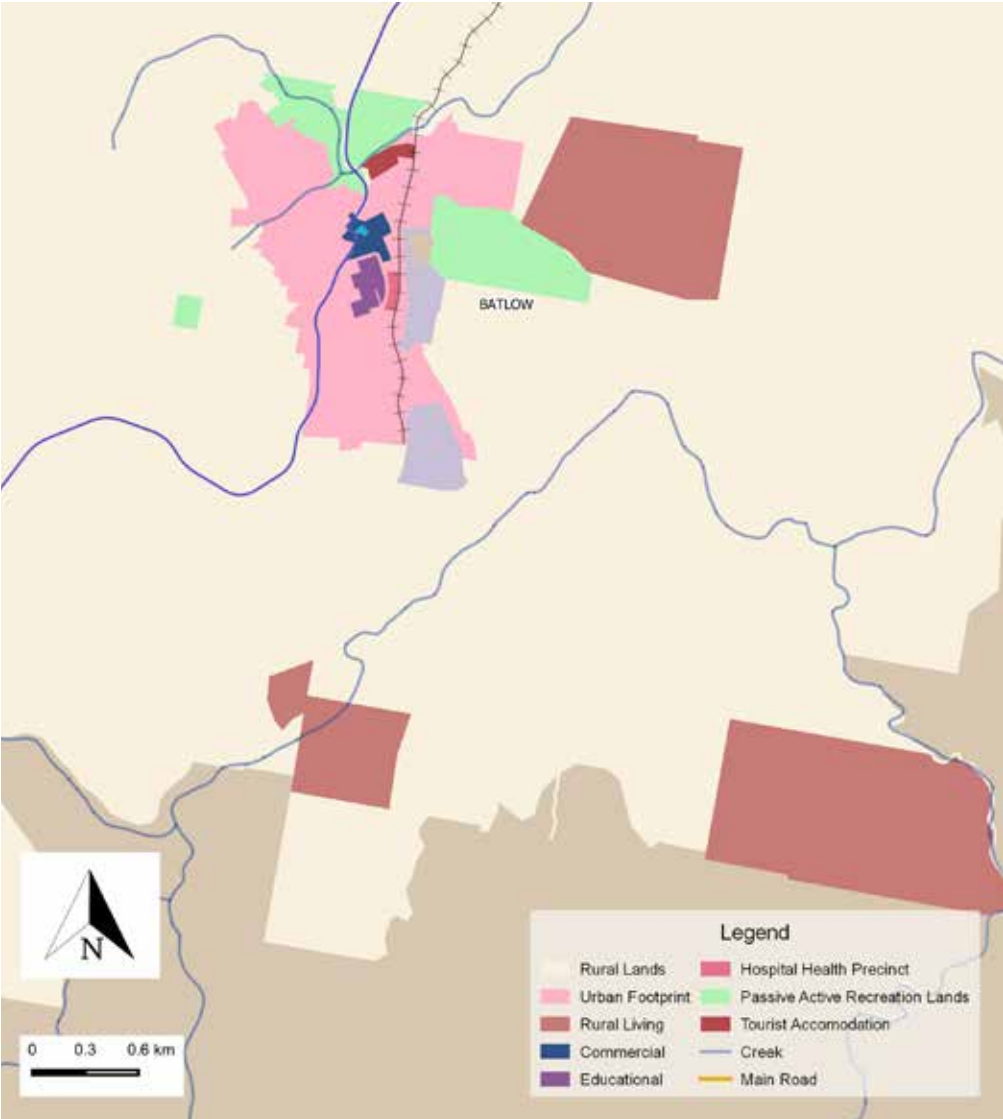 BATLOW
N
0 0.3 0.6 km
Legend
Rural Lands
Urban Footprint
Rural Living
Commercial
Educational
Hospital Health Precinct
Passive Active Recreation Lands
Tourist Accomodation
Creek
Main Road